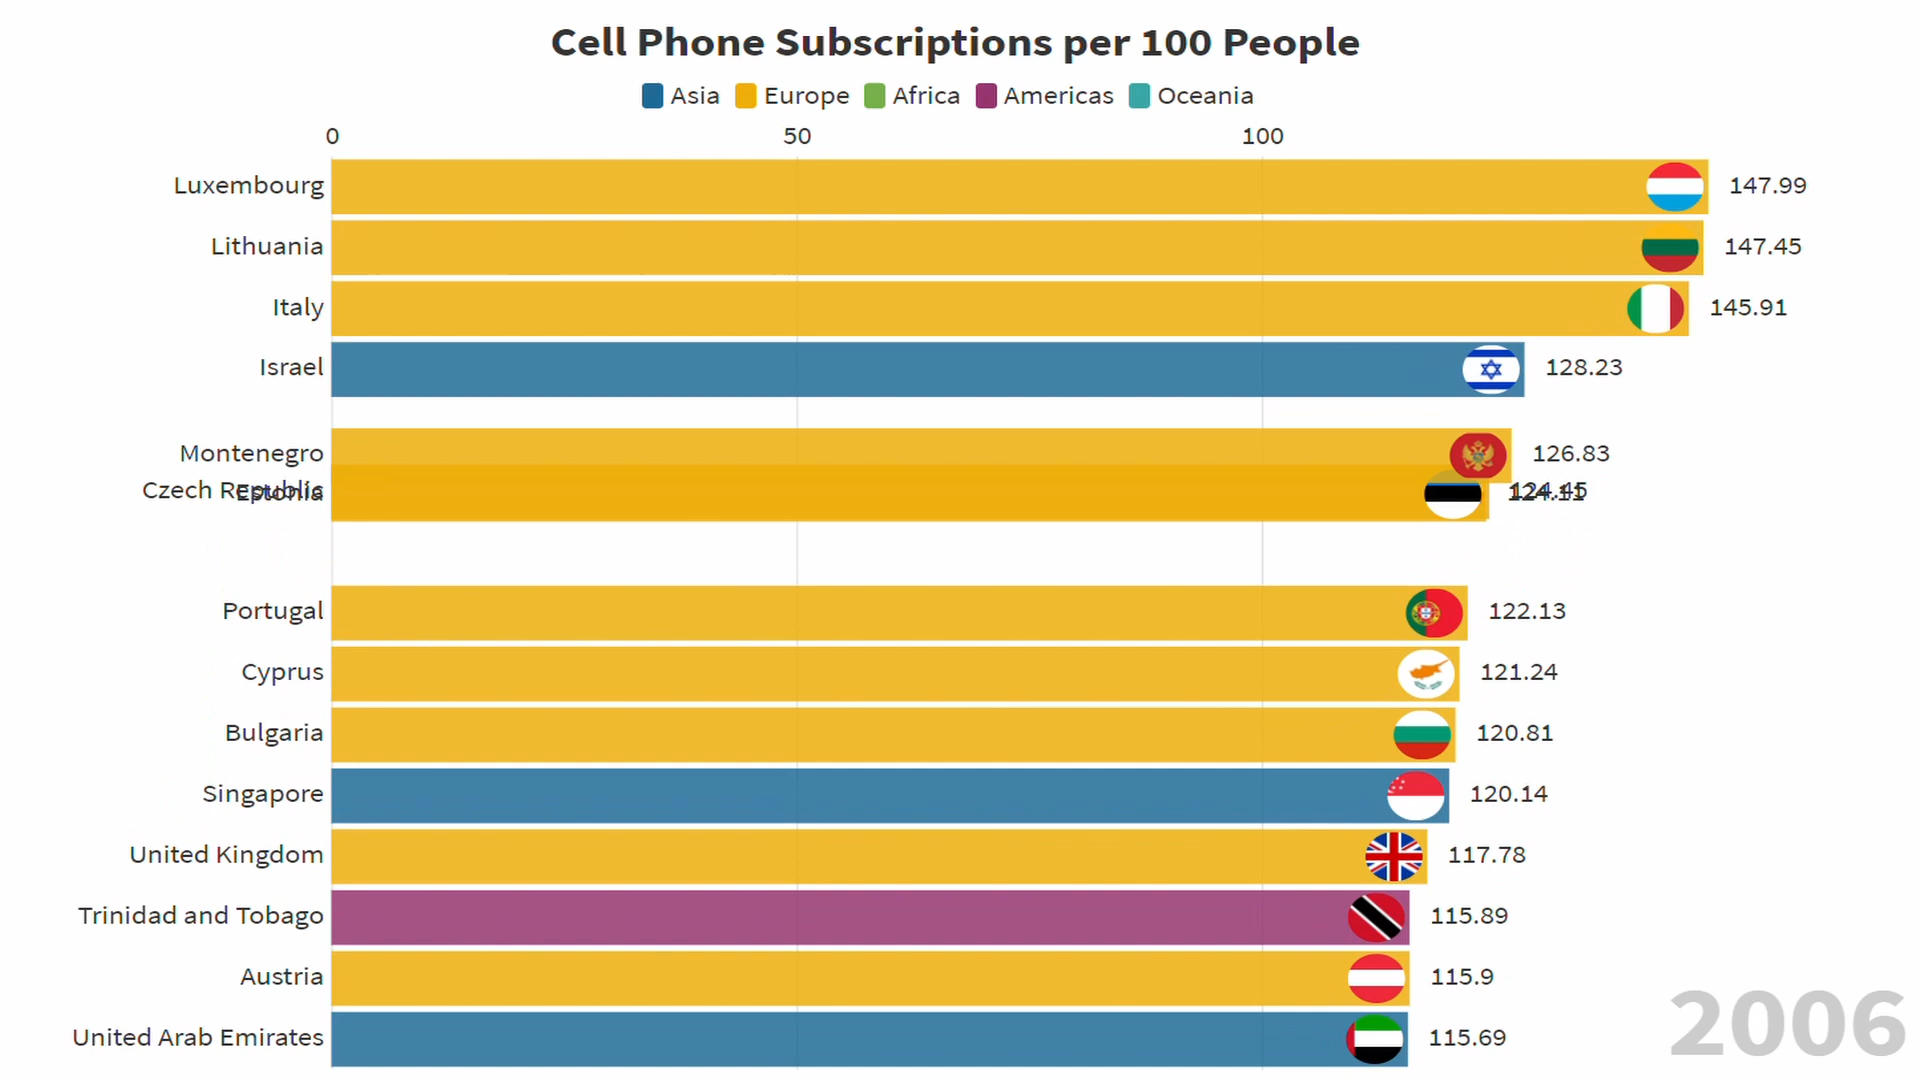 Cell Phone Subscriptions per 100 People
Asia Europe Africa Americas Oceania
0 50 100
Luxembourg 147.99
Lithuania 147.45
Italy 145.91
Israel 128.23
Montenegro 126.83
Czech Republic
Estonia
Portugal 122.13
Cyprus 121.24
Bulgaria 120.81
Singapore 120.14
United Kingdom 117.78
Trinidad and Tobago 115.89
Austria 115.9
United Arab Emirates 115.69
2006